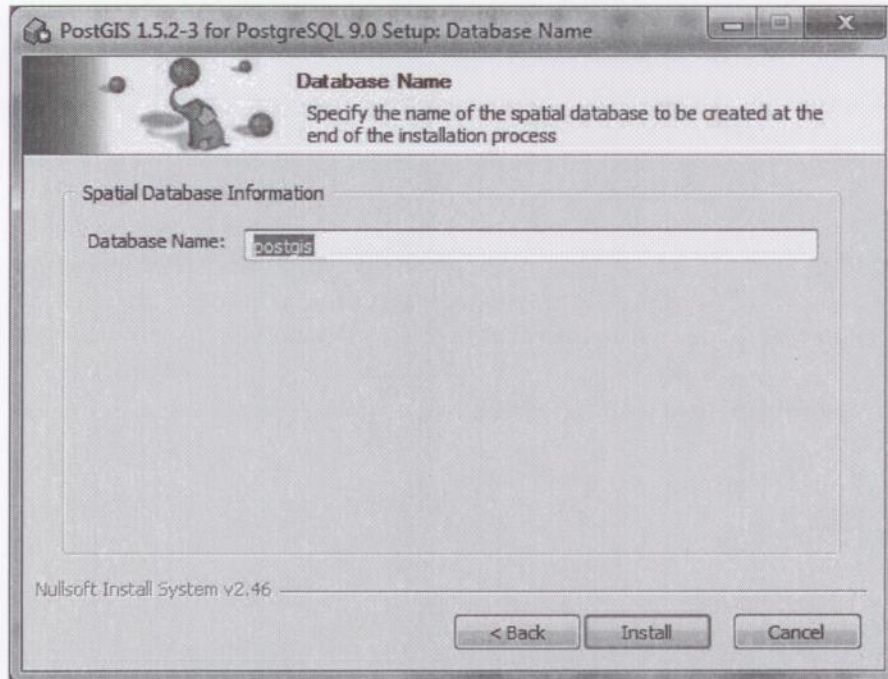 PostGIS 1.5.2-3 for PostgreSQL 9.0 Setup: Database Name
Database Name
Specify the name of the spatial database to be created at the
end of the installation process
Spatial Database Information
Database Name: postgis
Nullsoft Install System v2.46
< Back Install Cancel